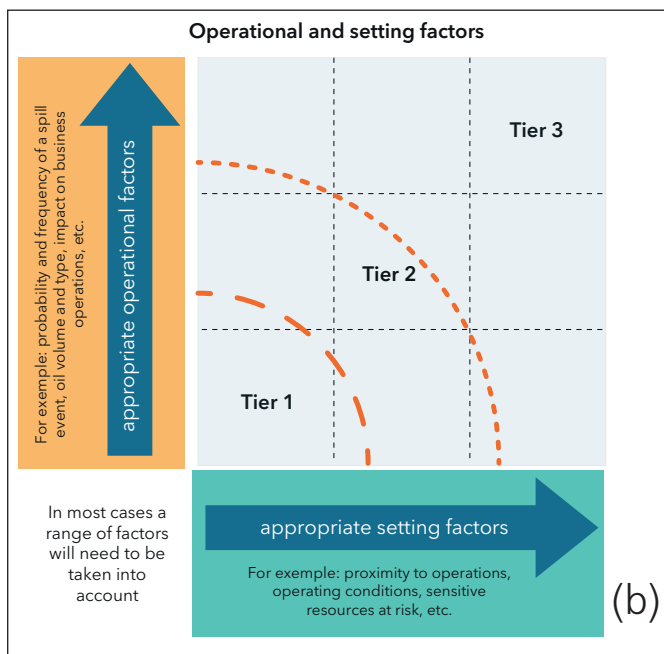 Operational and setting factors
For exemple: probability and frequency of a spill
event, oil volume and type, impact on business
operations, etc.
appropriate operational factors
Tier 3
Tier 2
Tier 1
In most cases a
range of factors
will need to be
taken into
account
appropriate setting factors
For exemple: proximity to operations,
operating conditions, sensitive
resources at risk, etc.
(b)